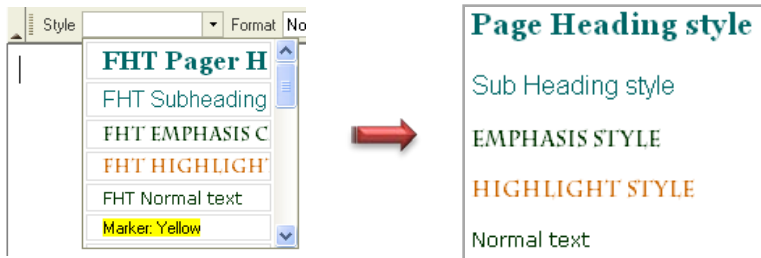 Style Format No
FHT Pager H
FHT Subheading
FHT EMPHASIS C
FHT HIGHLIGH
FHT Normal text
Marker: Yellow
Page Heading style
Sub Heading style
EMPHASIS STYLE
HIGHLIGHT STYLE
Normal text